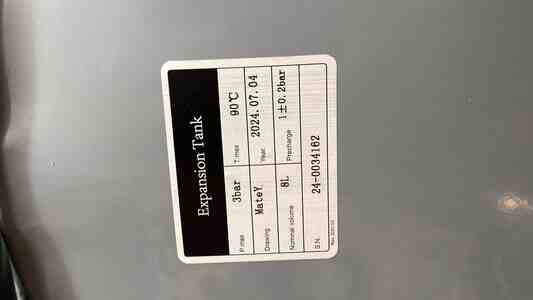 Expansion Tank
P.max 3bar T.max 90℃
Drawing MateY. Year 2024.07.04
Nominal volume 8L Precharge 1±0.2bar
S.N. 24-0034162